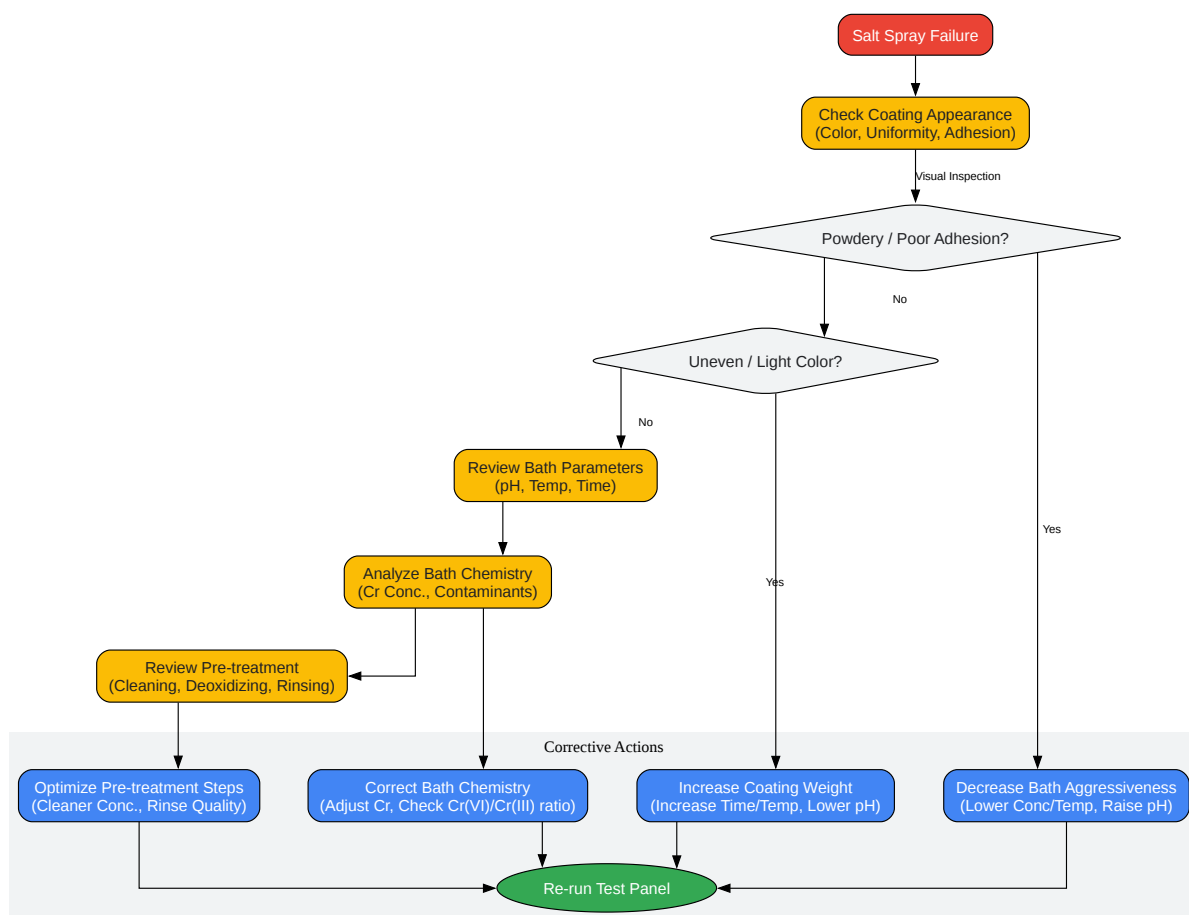 Salt Spray Failure
Check Coating Appearance
(Color, Uniformity, Adhesion)
Visual Inspection
Powdery / Poor Adhesion?
No
Uneven / Light Color?
No
Review Bath Parameters
(pH, Temp, Time)
Yes
Analyze Bath Chemistry
(Cr Conc., Contaminants)
Yes
Review Pre-treatment
(Cleaning, Deoxidizing, Rinsing)
Corrective Actions
Optimize Pre-treatment Steps
(Cleaner Conc., Rinse Quality)
Correct Bath Chemistry
(Adjust Cr, Check Cr(VI)/Cr(III) ratio)
Increase Coating Weight
(Increase Time/Temp, Lower pH)
Decrease Bath Aggressiveness
(Lower Conc/Temp, Raise pH)
Re-run Test Panel